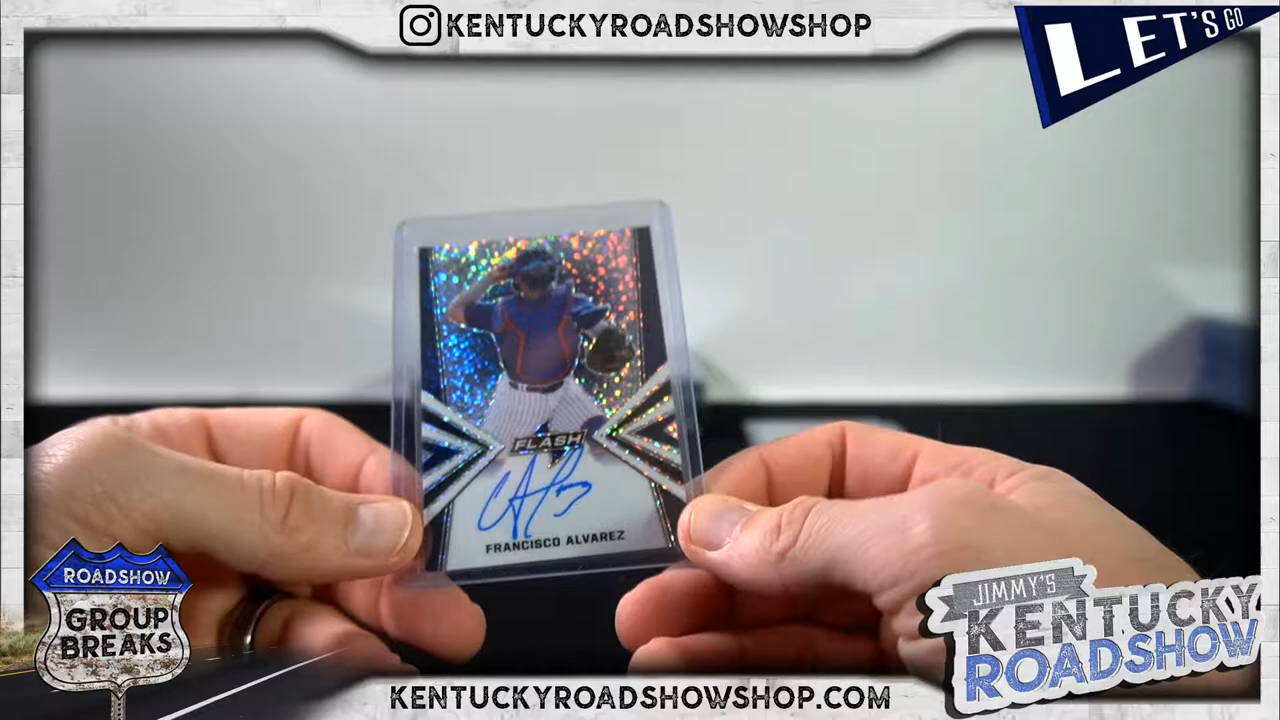 KENTUCKYROADSHOWSHOP
LET'S GO
FLASH
FRANCISCO ALVAREZ
ROADSHOW
GROUP
BREAKS
JIMMY'S
KENTUCKY
ROADSHOW
KENTUCKYROADSHOWSHOP.COM